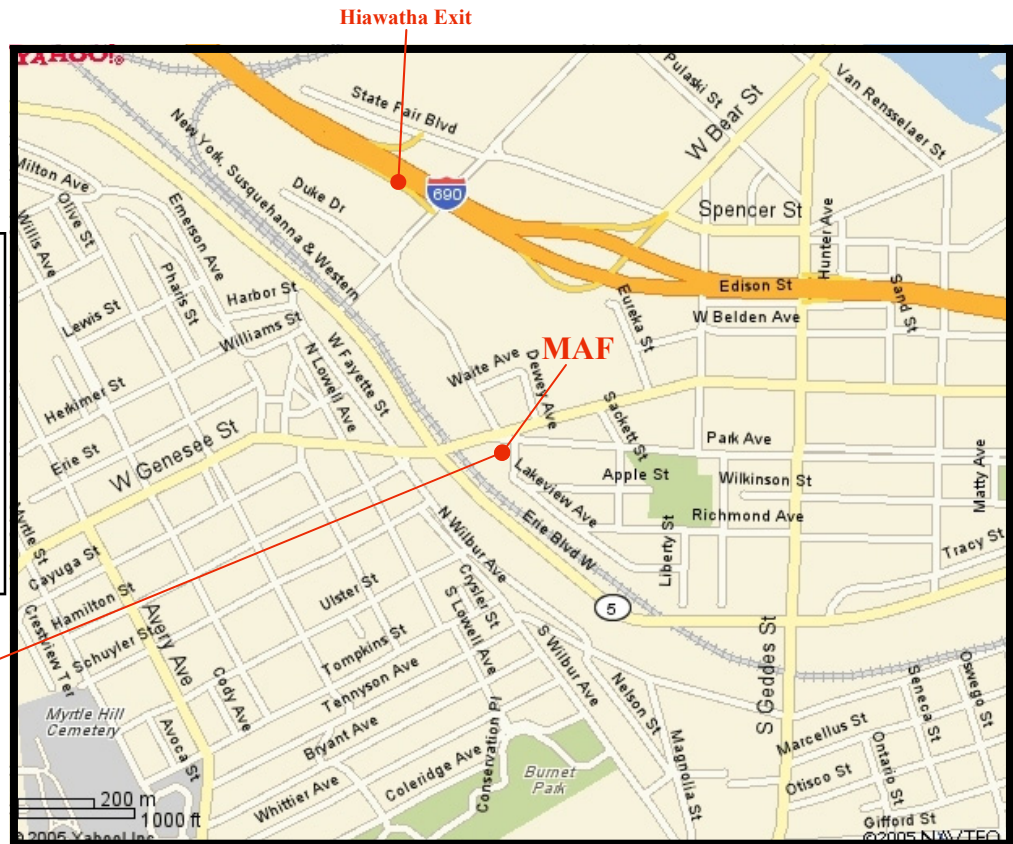 Hiawatha Exit
YAHOO!
State Fair Blvd
Pulaski St
Van Rensselaer St
W Bear St
New York, Susquehanna & Western
Milton Ave
Duke Dr
690
Olive St
Emerson Ave
Willis Ave
Spencer St
Hunter Ave
Pharis St
Harbor St
Edison St
Sand St
Lewis St
Williams St
Eureka St
W Belden Ave
W Fayette St
N Lowell Ave
MAF
Waite Ave
Dewey Ave
Herkimer St
Sackett St
W Genesee St
Park Ave
Erie St
Apple St
Wilkinson St
Matty Ave
Lakeview Ave
Richmond Ave
Myrtle St
N Wilbur Ave
Erie Blvd W
Liberty St
Tracy St
Cayuga St
Hamilton St
Ulster St
Crysler St
S Lowell Ave
5
Crestview Ter
Schuyler St
Avery Ave
Tompkins St
S Wilbur Ave
S Geddes St
Tennyson Ave
Cody Ave
Nelson St
Seneca St
Oswego St
Myrtle Hill
Cemetery
Avoca St
Bryant Ave
Conservation Pl
Magnolia St
Marcellus St
Ontario St
Coleridge Ave
Burnet
Park
Otisco St
Whittier Ave
200 m
1000 ft
Gifford St
© 2005 Yahoo! Inc
©2005 NAVTEQ